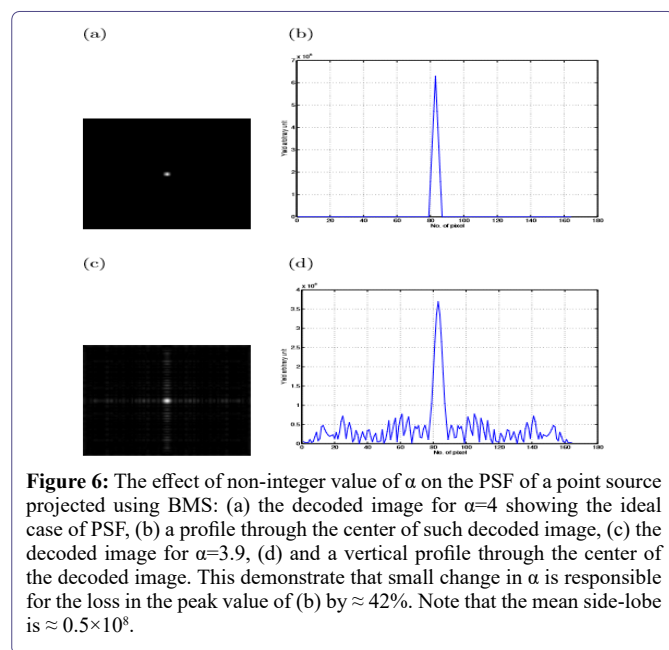 (a)
(b)
7 × 10⁸
6
5
4
3
2
1
0
0 20 40 60 80 100 120 140 160 180
Yield arbitrary unit
No. of pixel
(c)
(d)
4 × 10⁸
3.5
3
2.5
2
1.5
1
0.5
0
0 20 40 60 80 100 120 140 160 180
Yield arbitrary unit
No. of pixel
Figure 6: The effect of non-integer value of α on the PSF of a point source
projected using BMS: (a) the decoded image for α=4 showing the ideal
case of PSF, (b) a profile through the center of such decoded image, (c) the
decoded image for α=3.9, (d) and a vertical profile through the center of
the decoded image. This demonstrate that small change in α is responsible
for the loss in the peak value of (b) by ≈ 42%. Note that the mean side-lobe
is ≈ 0.5×10⁸.